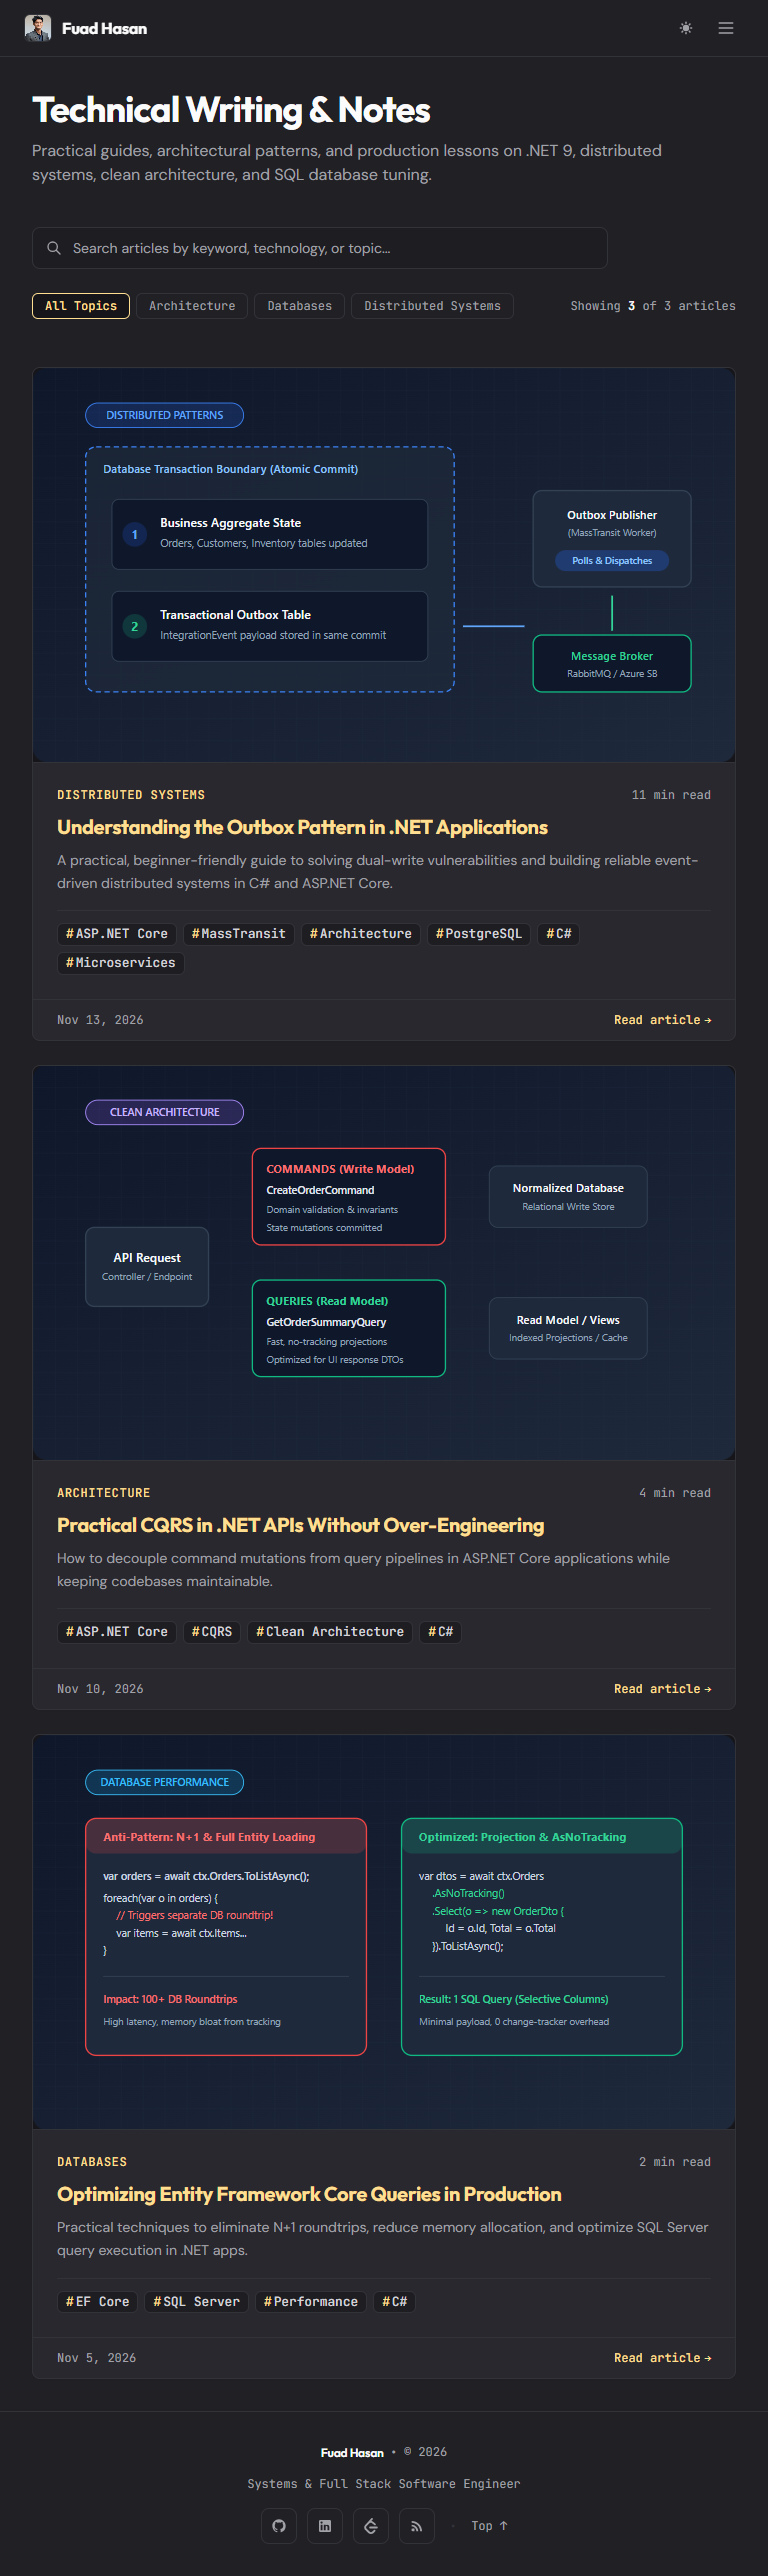 Fuad Hasan
Technical Writing & Notes
Practical guides, architectural patterns, and production lessons on .NET 9, distributed
systems, clean architecture, and SQL database tuning.
Search articles by keyword, technology, or topic...
All Topics Architecture Databases Distributed Systems Showing 3 of 3 articles
DISTRIBUTED PATTERNS
Database Transaction Boundary (Atomic Commit)
1
Business Aggregate State
Orders, Customers, Inventory tables updated
2
Transactional Outbox Table
IntegrationEvent payload stored in same commit
Outbox Publisher
(MassTransit Worker)
Polls & Dispatches
Message Broker
RabbitMQ / Azure SB
DISTRIBUTED SYSTEMS 11 min read
Understanding the Outbox Pattern in .NET Applications
A practical, beginner-friendly guide to solving dual-write vulnerabilities and building reliable event-
driven distributed systems in C# and ASP.NET Core.
#ASP.NET Core #MassTransit #Architecture #PostgreSQL #C#
#Microservices
Nov 13, 2026 Read article →
CLEAN ARCHITECTURE
API Request
Controller / Endpoint
COMMANDS (Write Model)
CreateOrderCommand
Domain validation & invariants
State mutations committed
Normalized Database
Relational Write Store
QUERIES (Read Model)
GetOrderSummaryQuery
Fast, no-tracking projections
Optimized for UI response DTOs
Read Model / Views
Indexed Projections / Cache
ARCHITECTURE 4 min read
Practical CQRS in .NET APIs Without Over-Engineering
How to decouple command mutations from query pipelines in ASP.NET Core applications while
keeping codebases maintainable.
#ASP.NET Core #CQRS #Clean Architecture #C#
Nov 10, 2026 Read article →
DATABASE PERFORMANCE
Anti-Pattern: N+1 & Full Entity Loading
var orders = await ctx.Orders.ToListAsync();
foreach(var o in orders) {
// Triggers separate DB roundtrip!
var items = await ctx.Items...
}
Impact: 100+ DB Roundtrips
High latency, memory bloat from tracking
Optimized: Projection & AsNoTracking
var dtos = await ctx.Orders
.AsNoTracking()
.Select(o => new OrderDto {
Id = o.Id, Total = o.Total
}).ToListAsync();
Result: 1 SQL Query (Selective Columns)
Minimal payload, 0 change-tracker overhead
DATABASES 2 min read
Optimizing Entity Framework Core Queries in Production
Practical techniques to eliminate N+1 roundtrips, reduce memory allocation, and optimize SQL Server
query execution in .NET apps.
#EF Core #SQL Server #Performance #C#
Nov 5, 2026 Read article →
Fuad Hasan • © 2026
Systems & Full Stack Software Engineer
Top ↑